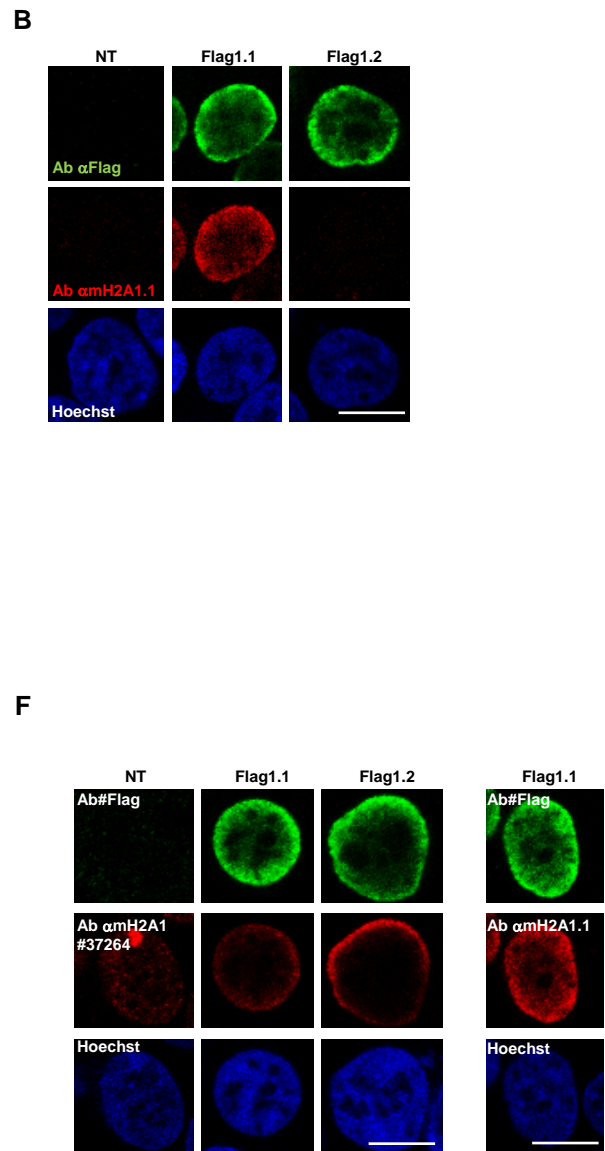 B
NT Flag1.1 Flag1.2
Ab αFlag
Ab αmH2A1.1
Hoechst
F
NT Flag1.1 Flag1.2 Flag1.1
Ab#Flag Ab#Flag
Ab αmH2A1 Ab αmH2A1.1
#37264
Hoechst Hoechst